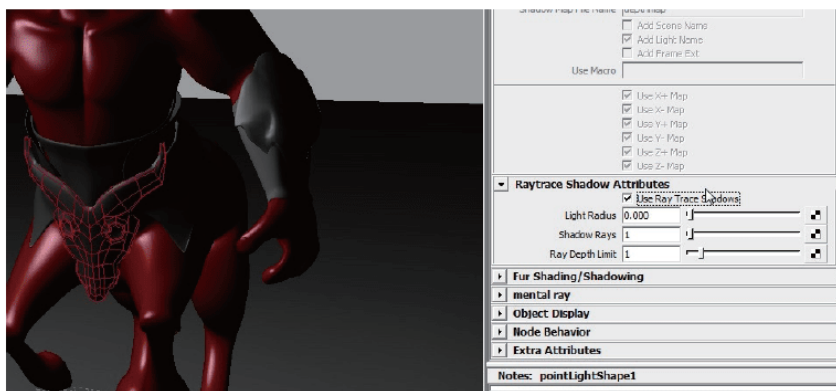 Shadow Map File Name depthmap
Add Scene Name
Add Light Name
Add Frame Ext
Use Macro
Use X+ Map
Use X- Map
Use Y+ Map
Use Y- Map
Use Z+ Map
Use Z- Map
Raytrace Shadow Attributes
Use Ray Trace Shadows
Light Radius 0.000
Shadow Rays 1
Ray Depth Limit 1
Fur Shading/Shadowing
mental ray
Object Display
Node Behavior
Extra Attributes
Notes: pointLightShape1